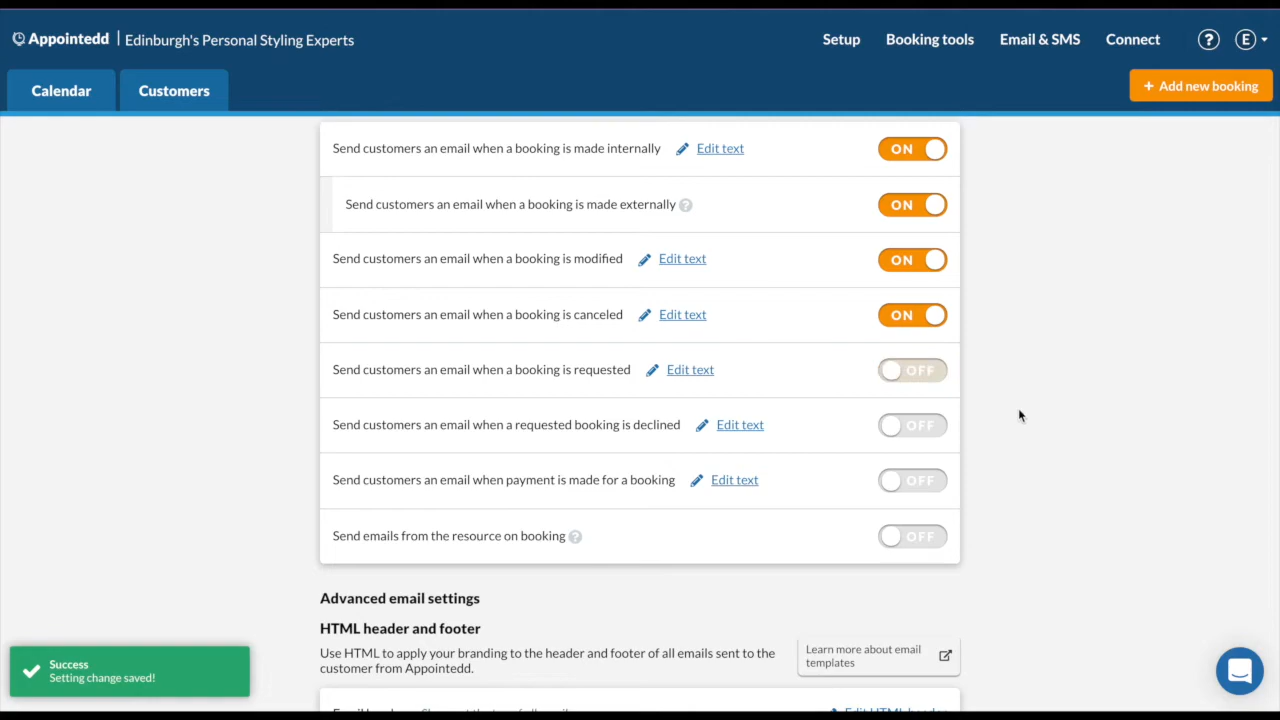 Appointedd | Edinburgh's Personal Styling Experts
Setup Booking tools Email & SMS Connect ? E
Calendar Customers + Add new booking
Send customers an email when a booking is made internally Edit text ON
Send customers an email when a booking is made externally ? ON
Send customers an email when a booking is modified Edit text ON
Send customers an email when a booking is canceled Edit text ON
Send customers an email when a booking is requested Edit text OFF
Send customers an email when a requested booking is declined Edit text OFF
Send customers an email when payment is made for a booking Edit text OFF
Send emails from the resource on booking ? OFF
Advanced email settings
HTML header and footer
Use HTML to apply your branding to the header and footer of all emails sent to the
customer from Appointedd.
Learn more about email
templates
Success
Setting change saved!
Edit HTML header